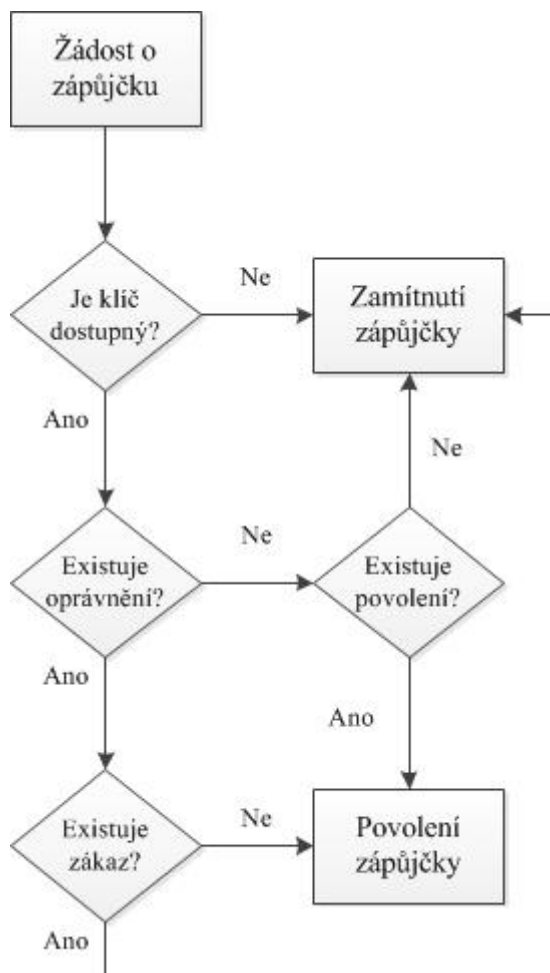 Žádost o
zápůjčku
Je klíč
dostupný?
Ne
Zamítnutí
zápůjčky
Ano
Ne
Existuje
oprávnění?
Ne
Existuje
povolení?
Ano
Ano
Existuje
zákaz?
Ne
Povolení
zápůjčky
Ano